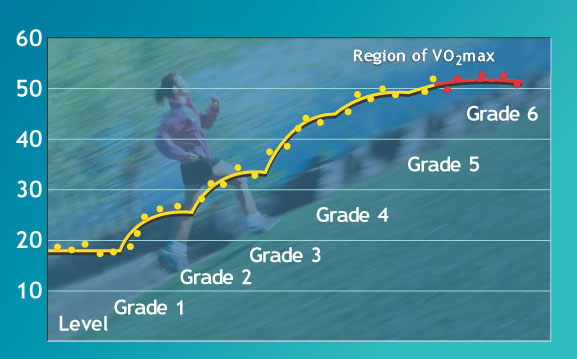 60
Region of VO₂max
50
Grade 6
40
Grade 5
30
Grade 4
20
Grade 3
Grade 2
10
Grade 1
Level